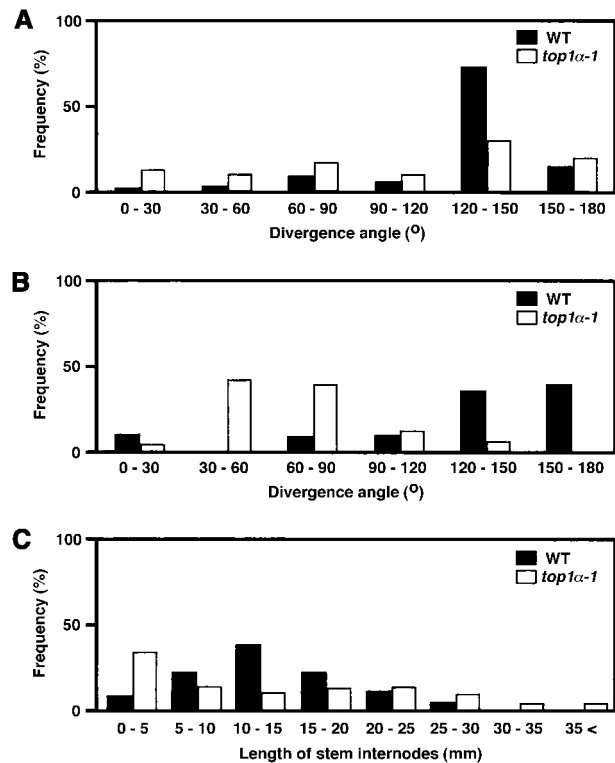 A
100
WT
top1α-1
Frequency (%)
50
0
0 - 30 30 - 60 60 - 90 90 - 120 120 - 150 150 - 180
Divergence angle (º)
B
100
WT
top1α-1
Frequency (%)
50
0
0 - 30 30 - 60 60 - 90 90 - 120 120 - 150 150 - 180
Divergence angle (º)
C
100
WT
top1α-1
Frequency (%)
50
0
0 - 5 5 - 10 10 - 15 15 - 20 20 - 25 25 - 30 30 - 35 35 <
Length of stem internodes (mm)